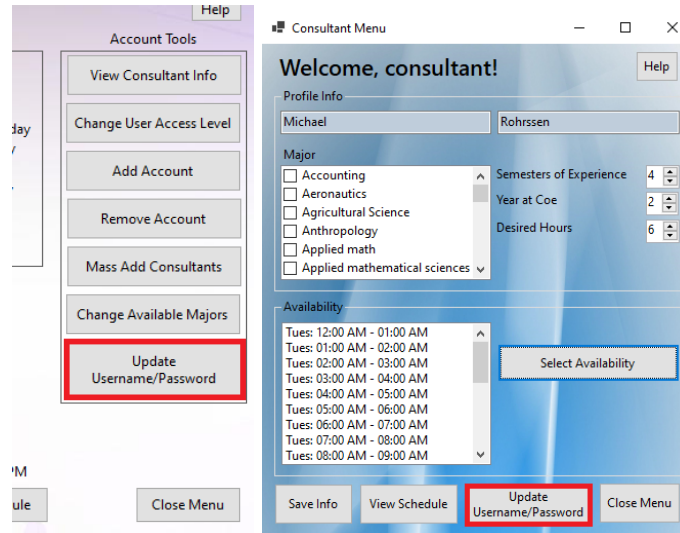 Help
Account Tools
View Consultant Info
Change User Access Level
Add Account
Remove Account
Mass Add Consultants
Change Available Majors
Update
Username/Password
Close Menu
Consultant Menu
Welcome, consultant!
Help
Profile Info
Michael
Rohrssen
Major
Accounting
Aeronautics
Agricultural Science
Anthropology
Applied math
Applied mathematical sciences
Semesters of Experience 4
Year at Coe 2
Desired Hours 6
Availability
Tues: 12:00 AM - 01:00 AM
Tues: 01:00 AM - 02:00 AM
Tues: 02:00 AM - 03:00 AM
Tues: 03:00 AM - 04:00 AM
Tues: 04:00 AM - 05:00 AM
Tues: 05:00 AM - 06:00 AM
Tues: 06:00 AM - 07:00 AM
Tues: 07:00 AM - 08:00 AM
Tues: 08:00 AM - 09:00 AM
Select Availability
Save Info
View Schedule
Update
Username/Password
Close Menu